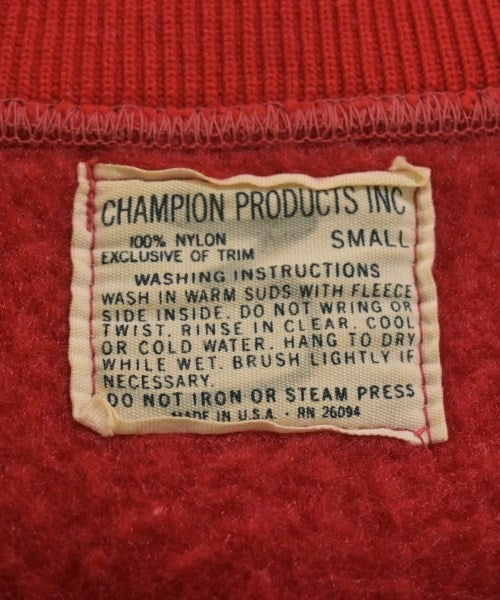 CHAMPION PRODUCTS INC
100% NYLON SMALL
EXCLUSIVE OF TRIM
WASHING INSTRUCTIONS
WASH IN WARM SUDS WITH FLEECE
SIDE INSIDE. DO NOT WRING OR
TWIST. RINSE IN CLEAR. COOL
OR COLD WATER. HANG TO DRY
WHILE WET. BRUSH LIGHTLY IF
NECESSARY.
DO NOT IRON OR STEAM PRESS
MADE IN U.S.A. · RN 26094